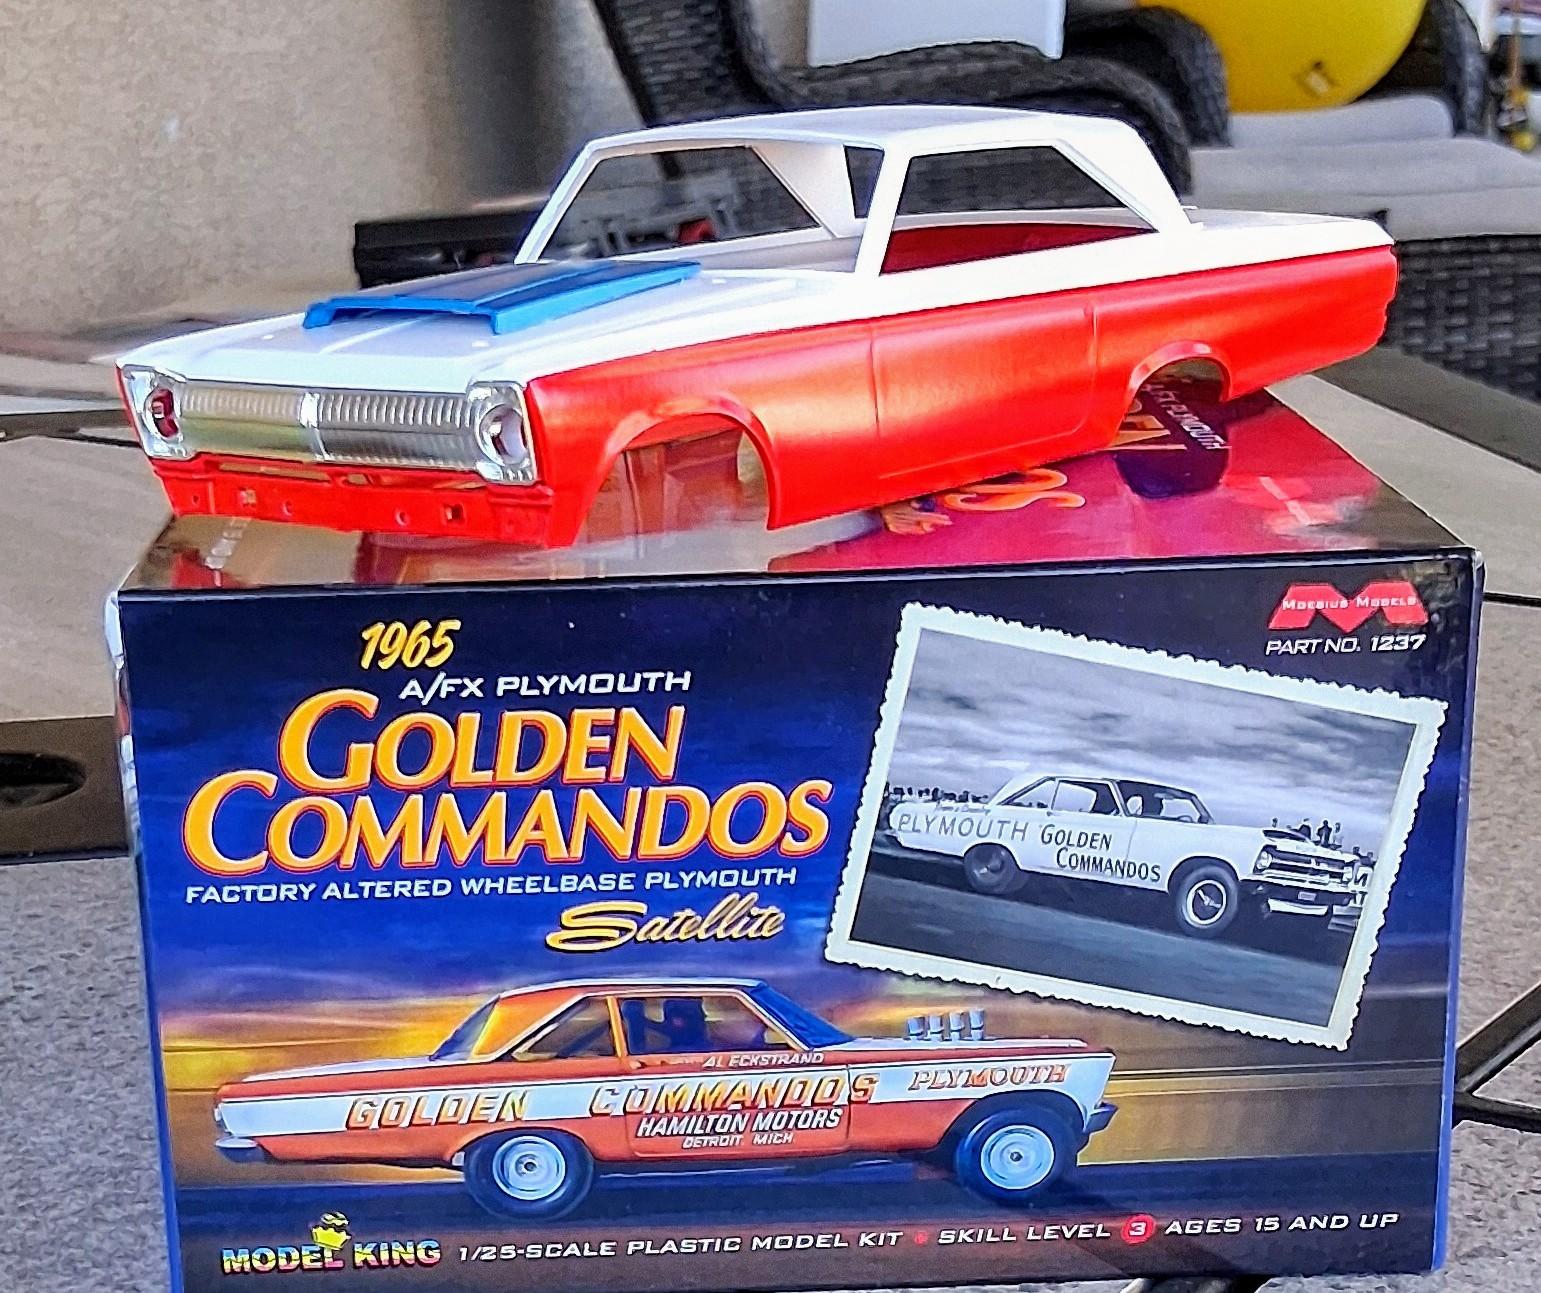 1965
A/FX PLYMOUTH
GOLDEN
COMMANDOS
FACTORY ALTERED WHEELBASE PLYMOUTH
Satellite
MOEBIUS MODELS
PART NO. 1237
PLYMOUTH GOLDEN
COMMANDOS
AL ECKSTRAND
GOLDEN COMMANDOS PLYMOUTH
HAMILTON MOTORS
DETROIT MICH
MODEL KING 1/25-SCALE PLASTIC MODEL KIT • SKILL LEVEL 3 AGES 15 AND UP